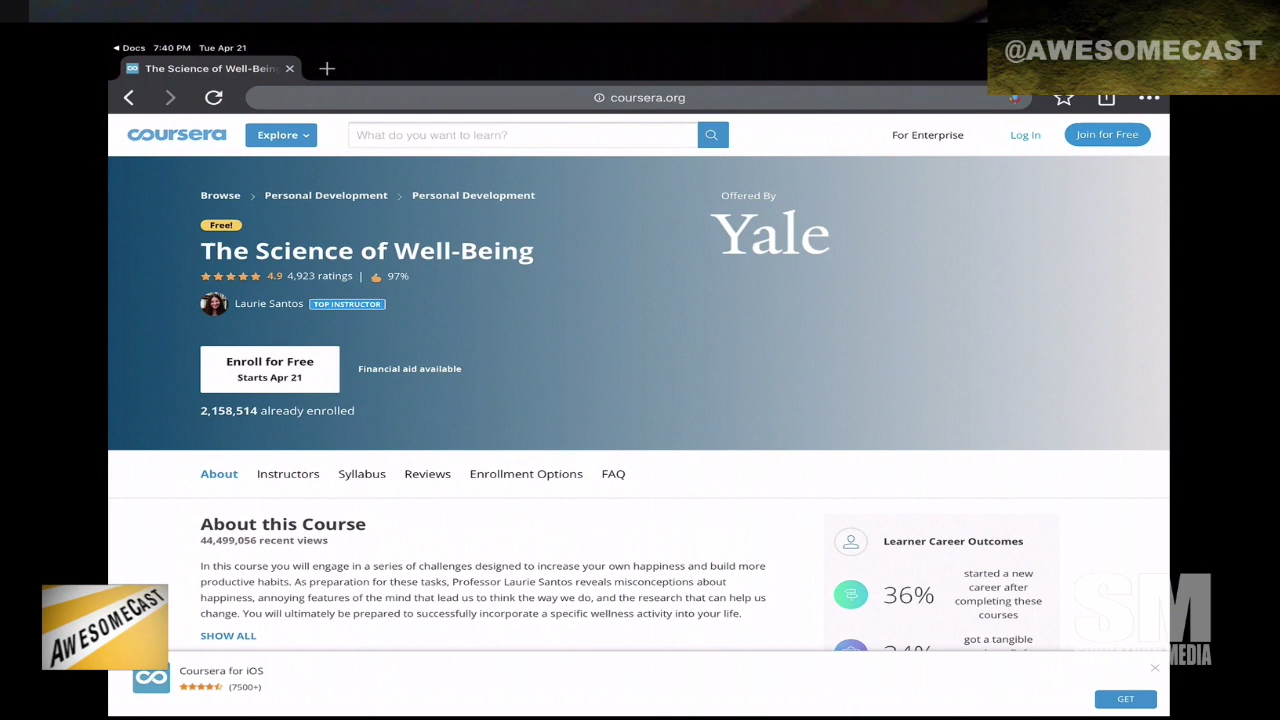 @AWESOMECAST
Docs 7:40 PM Tue Apr 21
The Science of Well-Being
coursera.org
coursera Explore What do you want to learn? For Enterprise Log In Join for Free
Browse Personal Development Personal Development
Offered By
Free!
Yale
The Science of Well-Being
4.9 4,923 ratings | 97%
Laurie Santos TOP INSTRUCTOR
Enroll for Free
Starts Apr 21
Financial aid available
2,158,514 already enrolled
About Instructors Syllabus Reviews Enrollment Options FAQ
About this Course
44,499,056 recent views
In this course you will engage in a series of challenges designed to increase your own happiness and build more
productive habits. As preparation for these tasks, Professor Laurie Santos reveals misconceptions about
happiness, annoying features of the mind that lead us to think the way we do, and the research that can help us
change. You will ultimately be prepared to successfully incorporate a specific wellness activity into your life.
SHOW ALL
Learner Career Outcomes
36%
started a new
career after
completing these
courses
got a tangible
AWESOMECAST
SM
MEDIA
Coursera for iOS
(7500+)
GET